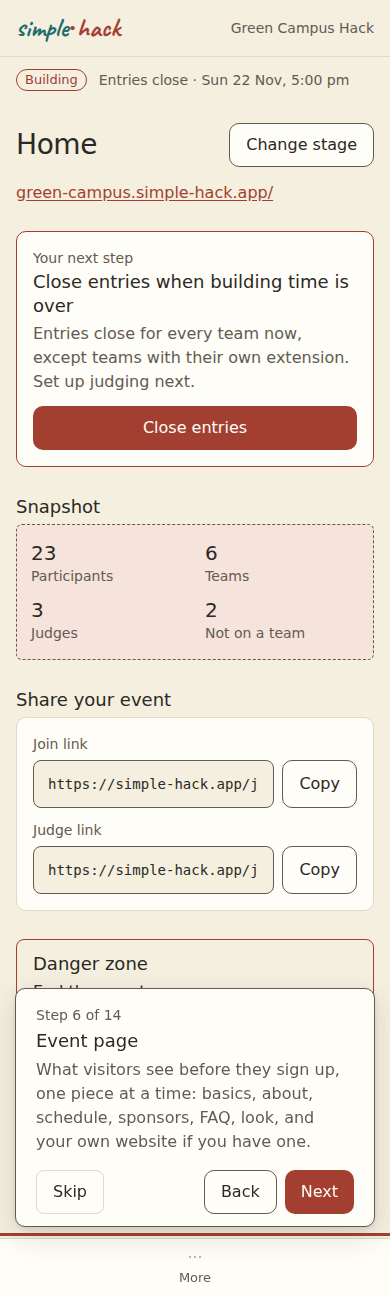 simple·hack
Green Campus Hack
Building
Entries close · Sun 22 Nov, 5:00 pm
Home
Change stage
green-campus.simple-hack.app/
Your next step
Close entries when building time is
over
Entries close for every team now,
except teams with their own extension.
Set up judging next.
Close entries
Snapshot
23
Participants
6
Teams
3
Judges
2
Not on a team
Share your event
Join link
https://simple-hack.app/j
Copy
Judge link
https://simple-hack.app/j
Copy
Danger zone
Step 6 of 14
Event page
What visitors see before they sign up,
one piece at a time: basics, about,
schedule, sponsors, FAQ, look, and
your own website if you have one.
Skip
Back
Next
...
More